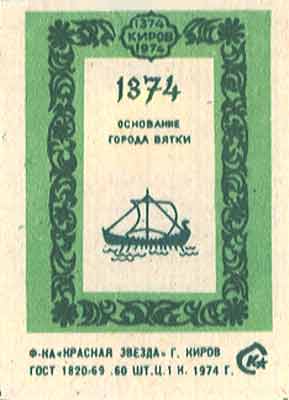 1374
КИРОВ
1974
1374
ОСНОВАНИЕ
ГОРОДА ВЯТКИ
Ф-КА «КРАСНАЯ ЗВЕЗДА» Г. КИРОВ
ГОСТ 1820-69 .60 ШТ.Ц.1 К. 1974 Г.